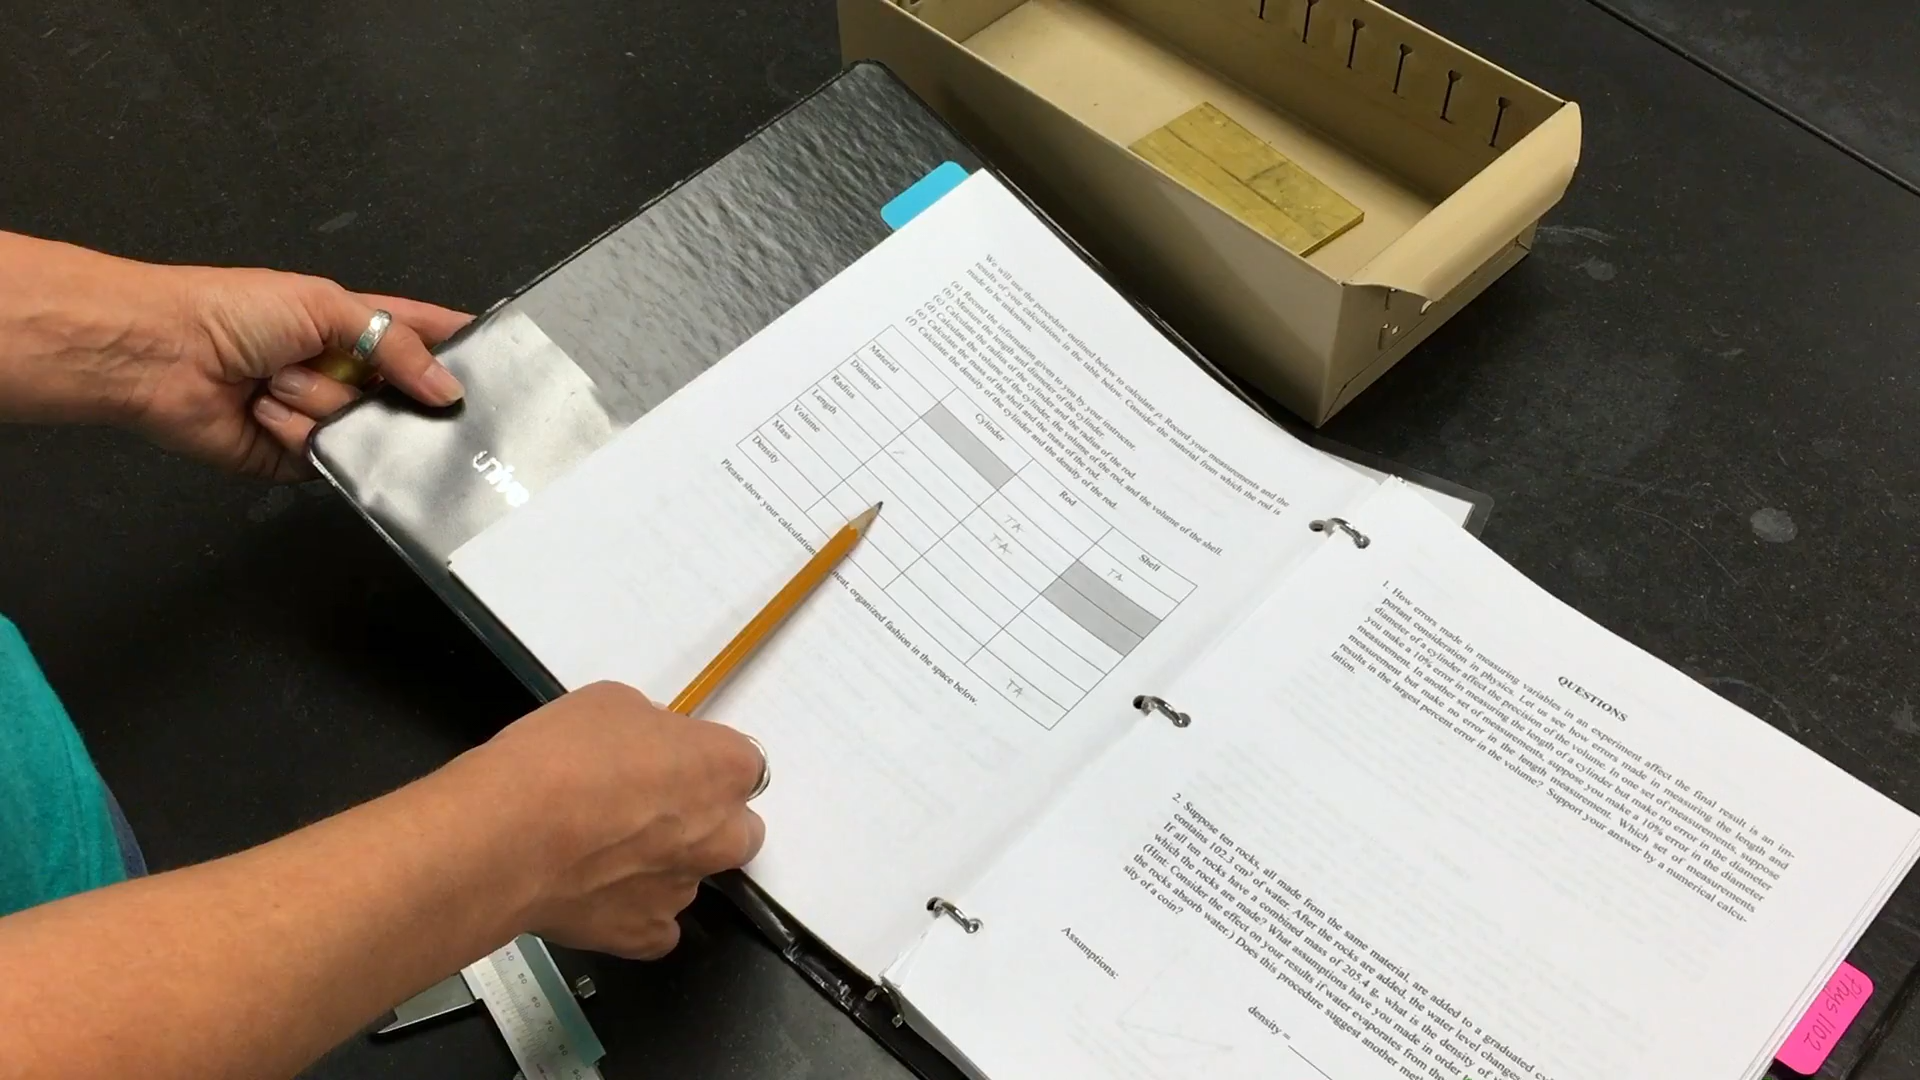 We will use the procedure outlined below to calculate ρ. Record your measurements and the
results of your calculations in the table below. Consider the material from which the rod is
made to be unknown.
(a) Record the information given to you by your instructor.
(b) Measure the length and diameter of the cylinder.
(c) Calculate the radius of the cylinder and the radius of the rod.
(d) Calculate the volume of the cylinder, the volume of the rod, and the volume of the shell.
(e) Calculate the mass of the shell and the mass of the rod.
(f) Calculate the density of the cylinder and the density of the rod.
Cylinder Rod Shell
Material TA
Diameter TA
Radius TA
Length
Volume
Mass
Density TA
Please show your calculation neat, organized fashion in the space below.
unive
QUESTIONS
1. How errors made in measuring variables in an experiment affect the final result is an im-
portant consideration in physics. Let us see how errors made in measuring the length and
diameter of a cylinder affect the precision of the volume. In one set of measurements, suppose
you make a 10% error in measuring the length of a cylinder but make no error in the diameter
measurement. In another set of measurements, suppose you make a 10% error in the diameter
measurement but make no error in the length measurement. Which set of measurements
results in the largest percent error in the volume? Support your answer by a numerical calcu-
lation.
2. Suppose ten rocks, all made from the same material, are added to a graduated
contains 102.3 cm³ of water. After the rocks are added, the water level changes
If all ten rocks have a combined mass of 205.4 g, what is the density of
which the rocks are made? What assumptions have you made in order
(Hint: Consider the effect on your results if water evaporates from the
the rocks absorb water.) Does this procedure suggest another
sity of a coin?
Assumptions:
density =
Phys 1102
40
50
60
70
80
90